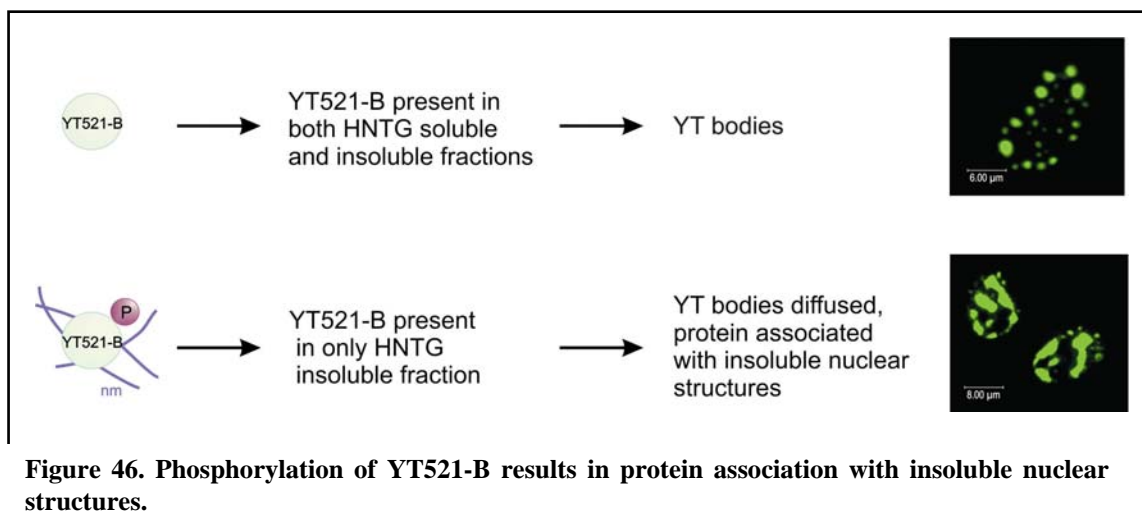 YT521-B
YT521-B present in
both HNTG soluble
and insoluble fractions
YT bodies
6.00 µm
P
YT521-B
nm
YT521-B present
in only HNTG
insoluble fraction
YT bodies diffused,
protein associated
with insoluble nuclear
structures
8.00 µm
Figure 46. Phosphorylation of YT521-B results in protein association with insoluble nuclear
structures.